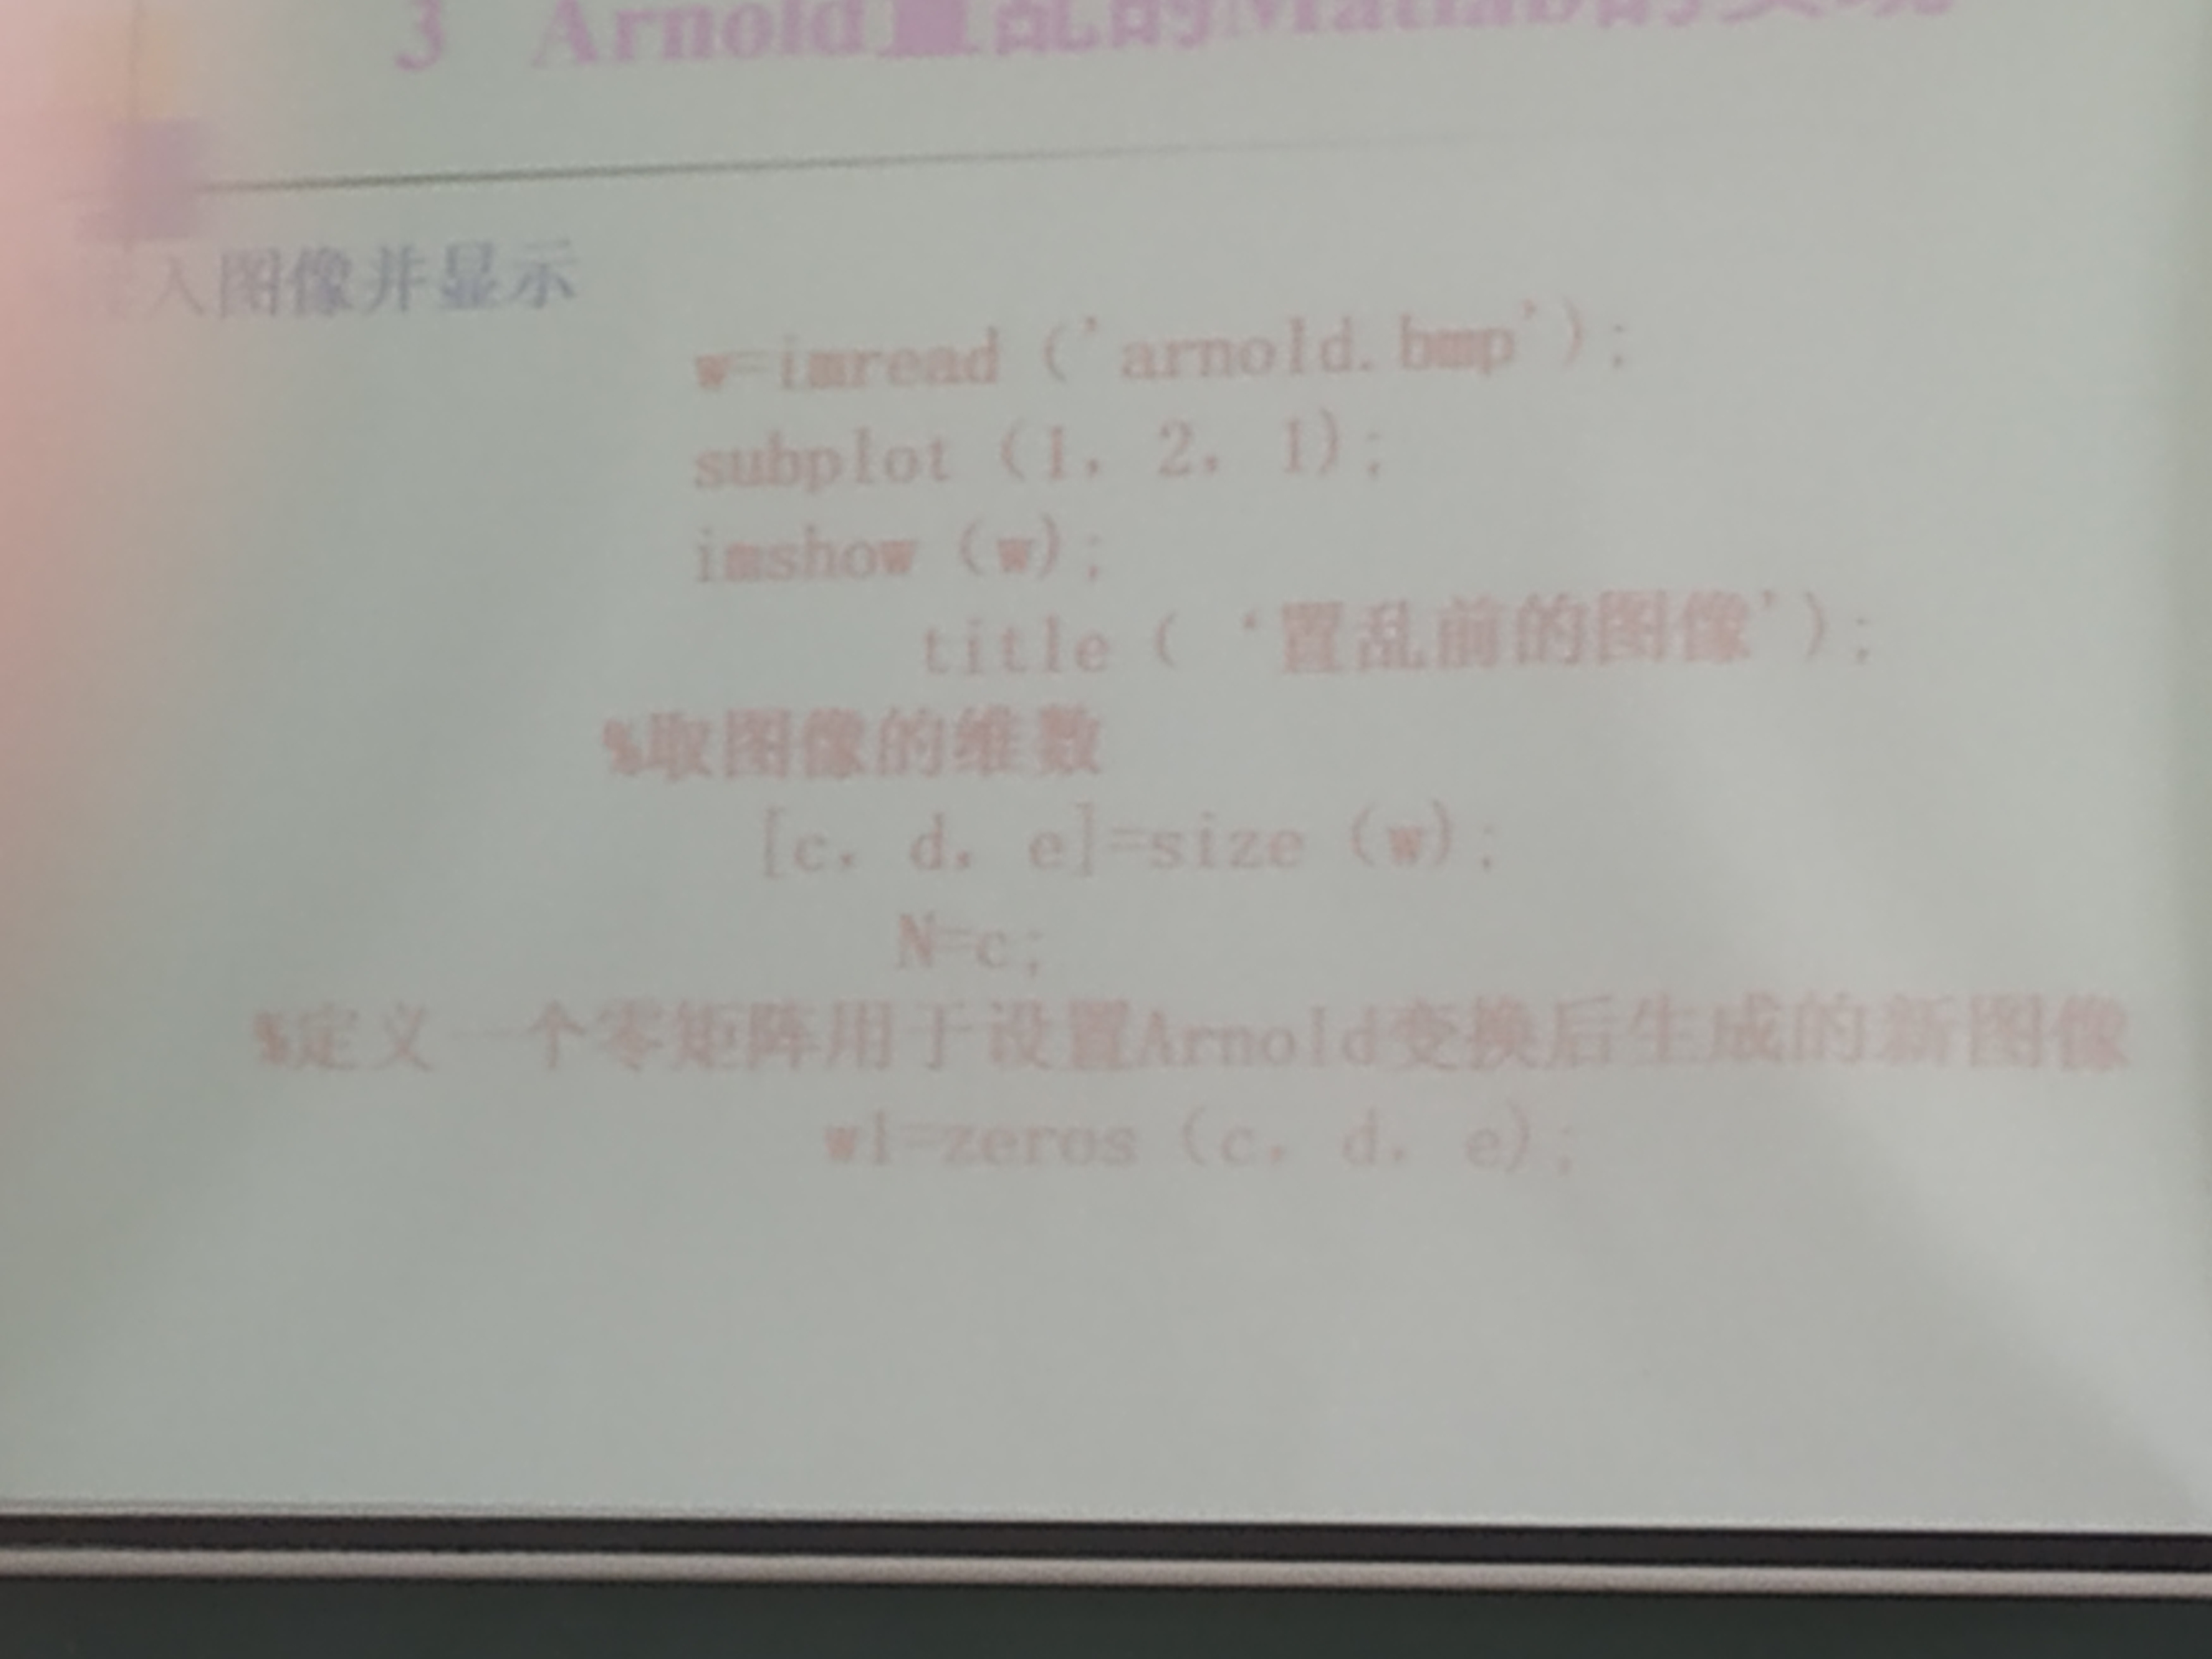 3 Arnold置乱的Matlab的实现
入图像并显示
w=imread ('arnold.bmp');
subplot (1, 2, 1);
imshow (w);
title ( ‘置乱前的图像’);
%取图像的维数
[c, d, e]=size (w);
N=c;
%定义一个零矩阵用于设置Arnold变换后生成的新图像
w1=zeros (c, d, e);